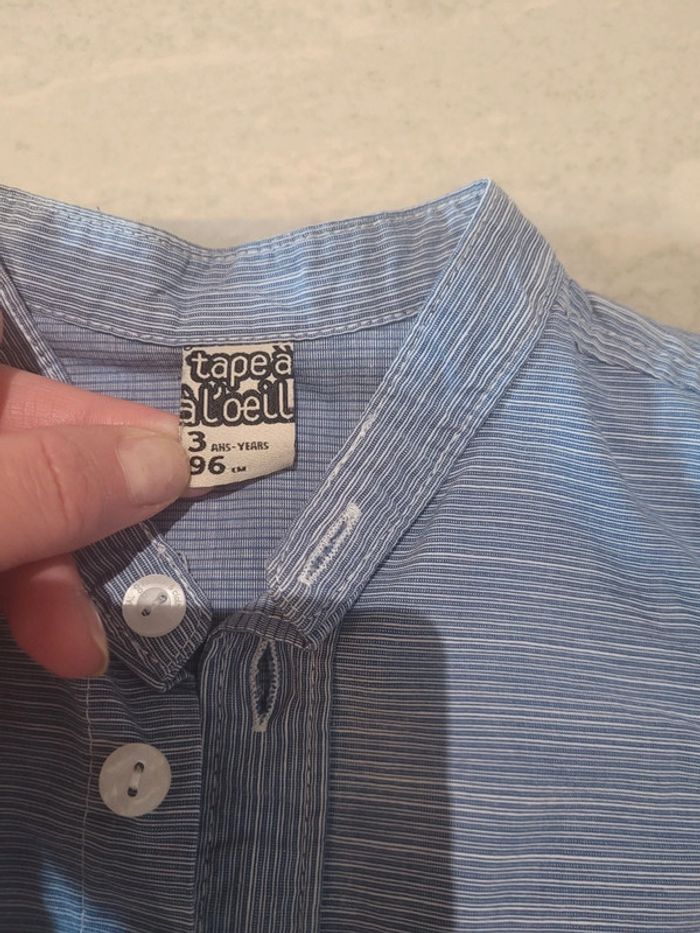 tape à
à l'oeil
3 ANS-YEARS
96 CM